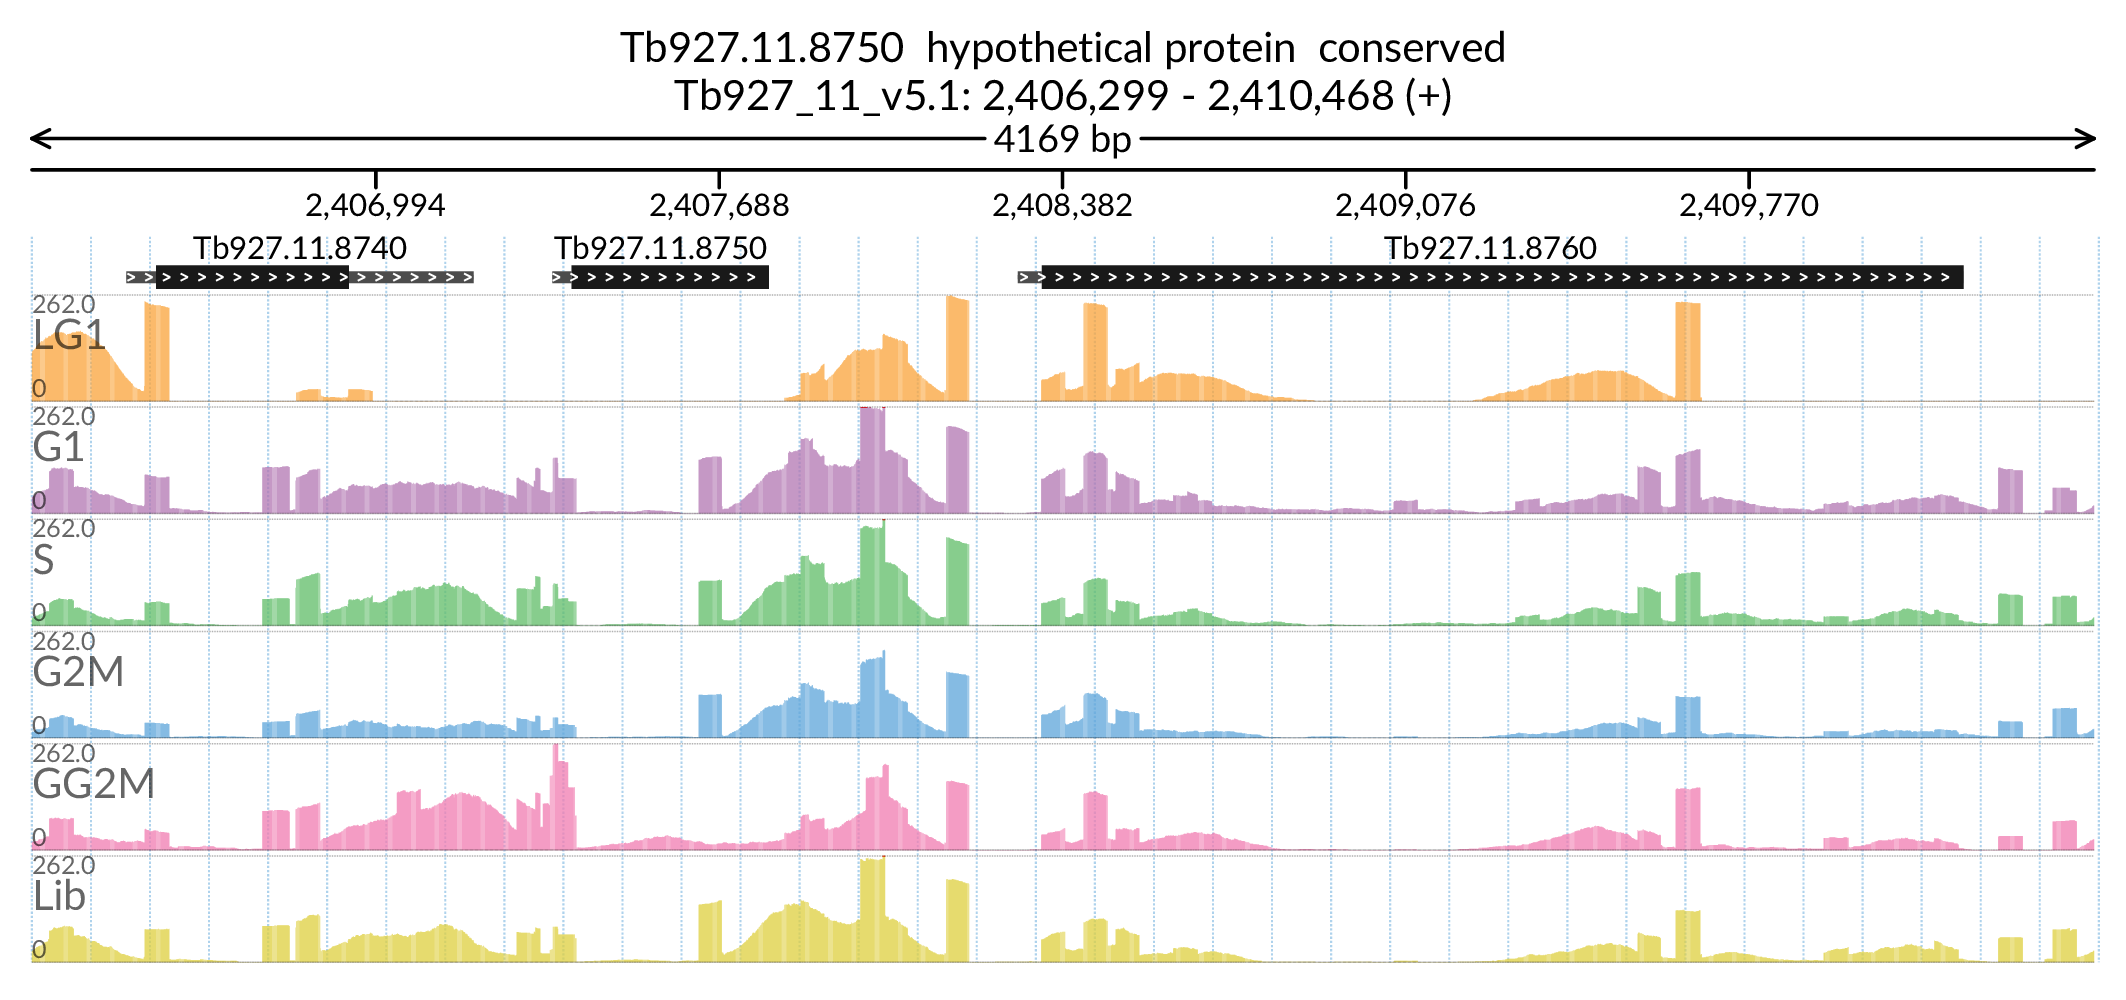 Tb927.11.8750  hypothetical protein  conserved
Tb927_11_v5.1: 2,406,299 - 2,410,468 (+)
4169 bp
2,406,994 2,407,688 2,408,382 2,409,076 2,409,770
Tb927.11.8740 Tb927.11.8750 Tb927.11.8760
262.0
LG1
0
262.0
G1
0
262.0
S
0
262.0
G2M
0
262.0
GG2M
0
262.0
Lib
0